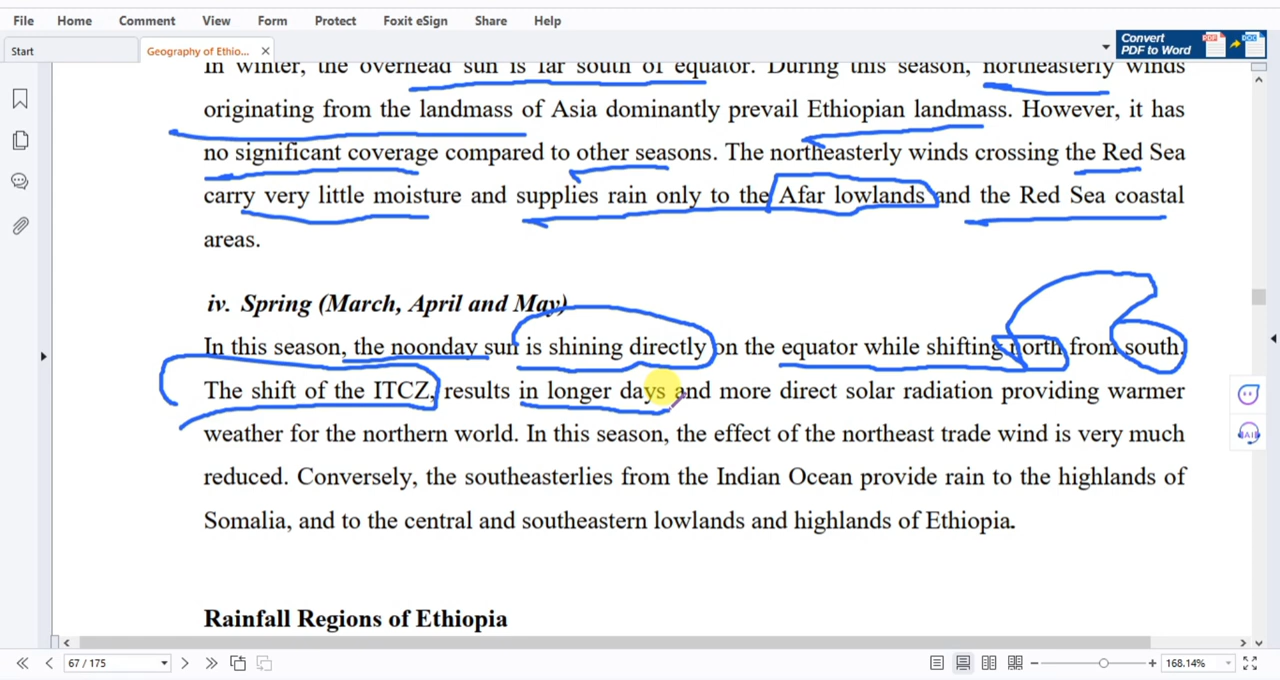 File Home Comment View Form Protect Foxit eSign Share Help
Start Geography of Ethio...
Convert
PDF to Word
In winter, the overhead sun is far south of equator. During this season, northeasterly winds
originating from the landmass of Asia dominantly prevail Ethiopian landmass. However, it has
no significant coverage compared to other seasons. The northeasterly winds crossing the Red Sea
carry very little moisture and supplies rain only to the Afar lowlands and the Red Sea coastal
areas.
iv. Spring (March, April and May)
In this season, the noonday sun is shining directly on the equator while shifting north from south.
The shift of the ITCZ, results in longer days and more direct solar radiation providing warmer
weather for the northern world. In this season, the effect of the northeast trade wind is very much
reduced. Conversely, the southeasterlies from the Indian Ocean provide rain to the highlands of
Somalia, and to the central and southeastern lowlands and highlands of Ethiopia.
Rainfall Regions of Ethiopia
67 / 175 168.14%